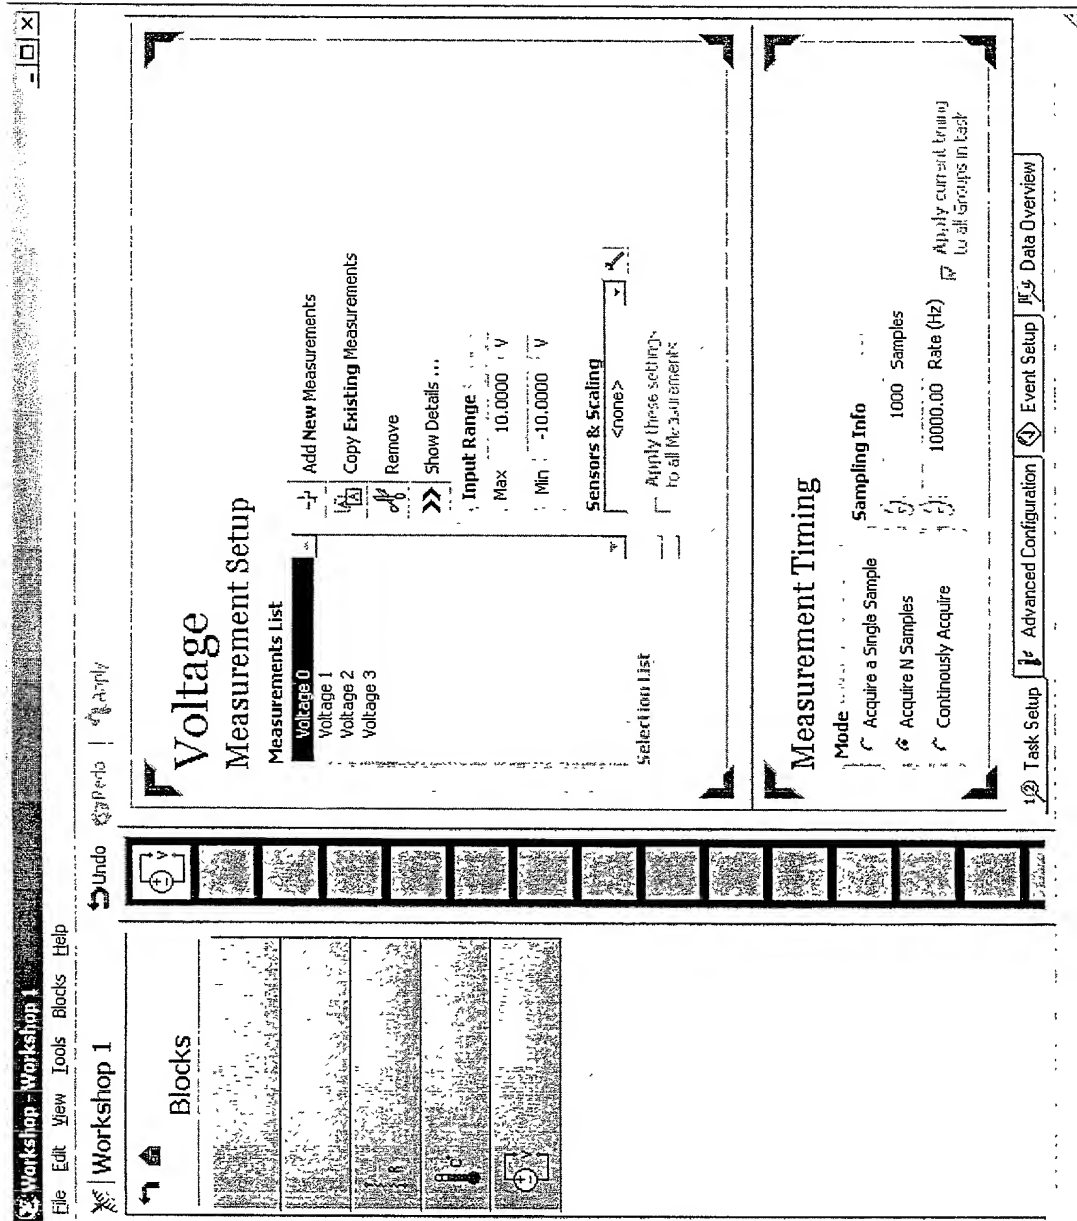 Workshop - Workshop 1
File Edit View Tools Blocks Help
Workshop 1
Undo Redo Apply
Blocks
R
C°
V
V
Voltage
Measurement Setup
Measurements List
Voltage 0
Voltage 1
Voltage 2
Voltage 3
Selection List
Add New Measurements
Copy Existing Measurements
Remove
Show Details ...
Input Range
Max 10.0000 V
Min -10.0000 V
Sensors & Scaling
<none>
Apply these settings
to all Measurements
Measurement Timing
Mode
Acquire a Single Sample
Acquire N Samples
Continously Acquire
Sampling Info
1000 Samples
10000.00 Rate (Hz)
Apply current timing
to all Groups in task
Task Setup Advanced Configuration Event Setup Data Overview